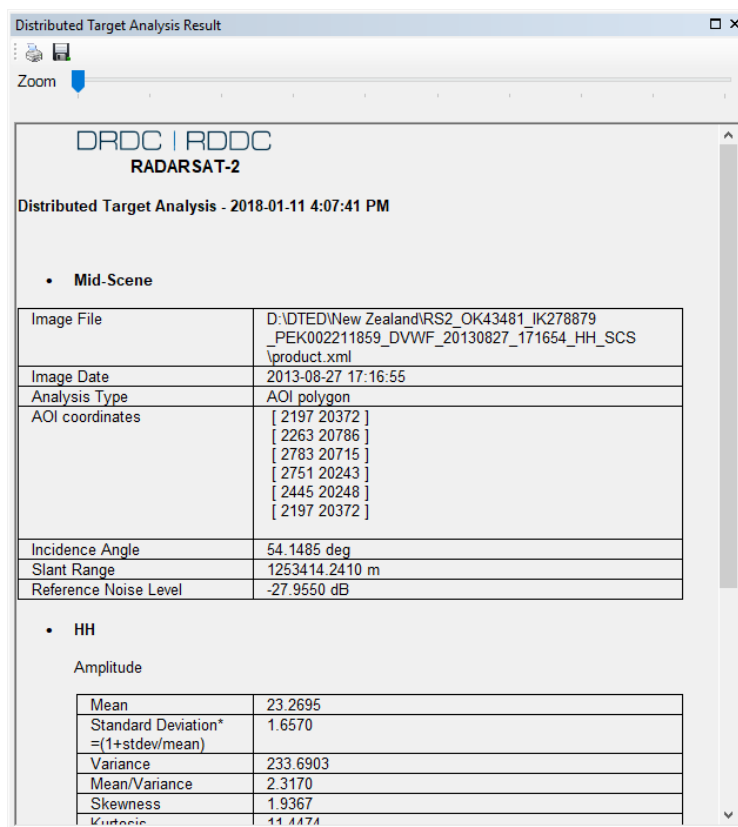 Distributed Target Analysis Result
Zoom
DRDC | RDDC
RADARSAT-2
Distributed Target Analysis - 2018-01-11 4:07:41 PM
• Mid-Scene
Image File D:\DTED\New Zealand\RS2_OK43481_IK278879
_PEK002211859_DVWF_20130827_171654_HH_SCS
\product.xml
Image Date 2013-08-27 17:16:55
Analysis Type AOI polygon
AOI coordinates [ 2197 20372 ]
[ 2263 20786 ]
[ 2783 20715 ]
[ 2751 20243 ]
[ 2445 20248 ]
[ 2197 20372 ]
Incidence Angle 54.1485 deg
Slant Range 1253414.2410 m
Reference Noise Level -27.9550 dB
• HH
Amplitude
Mean 23.2695
Standard Deviation* 1.6570
=(1+stdev/mean)
Variance 233.6903
Mean/Variance 2.3170
Skewness 1.9367
Kurtosis 11.4474